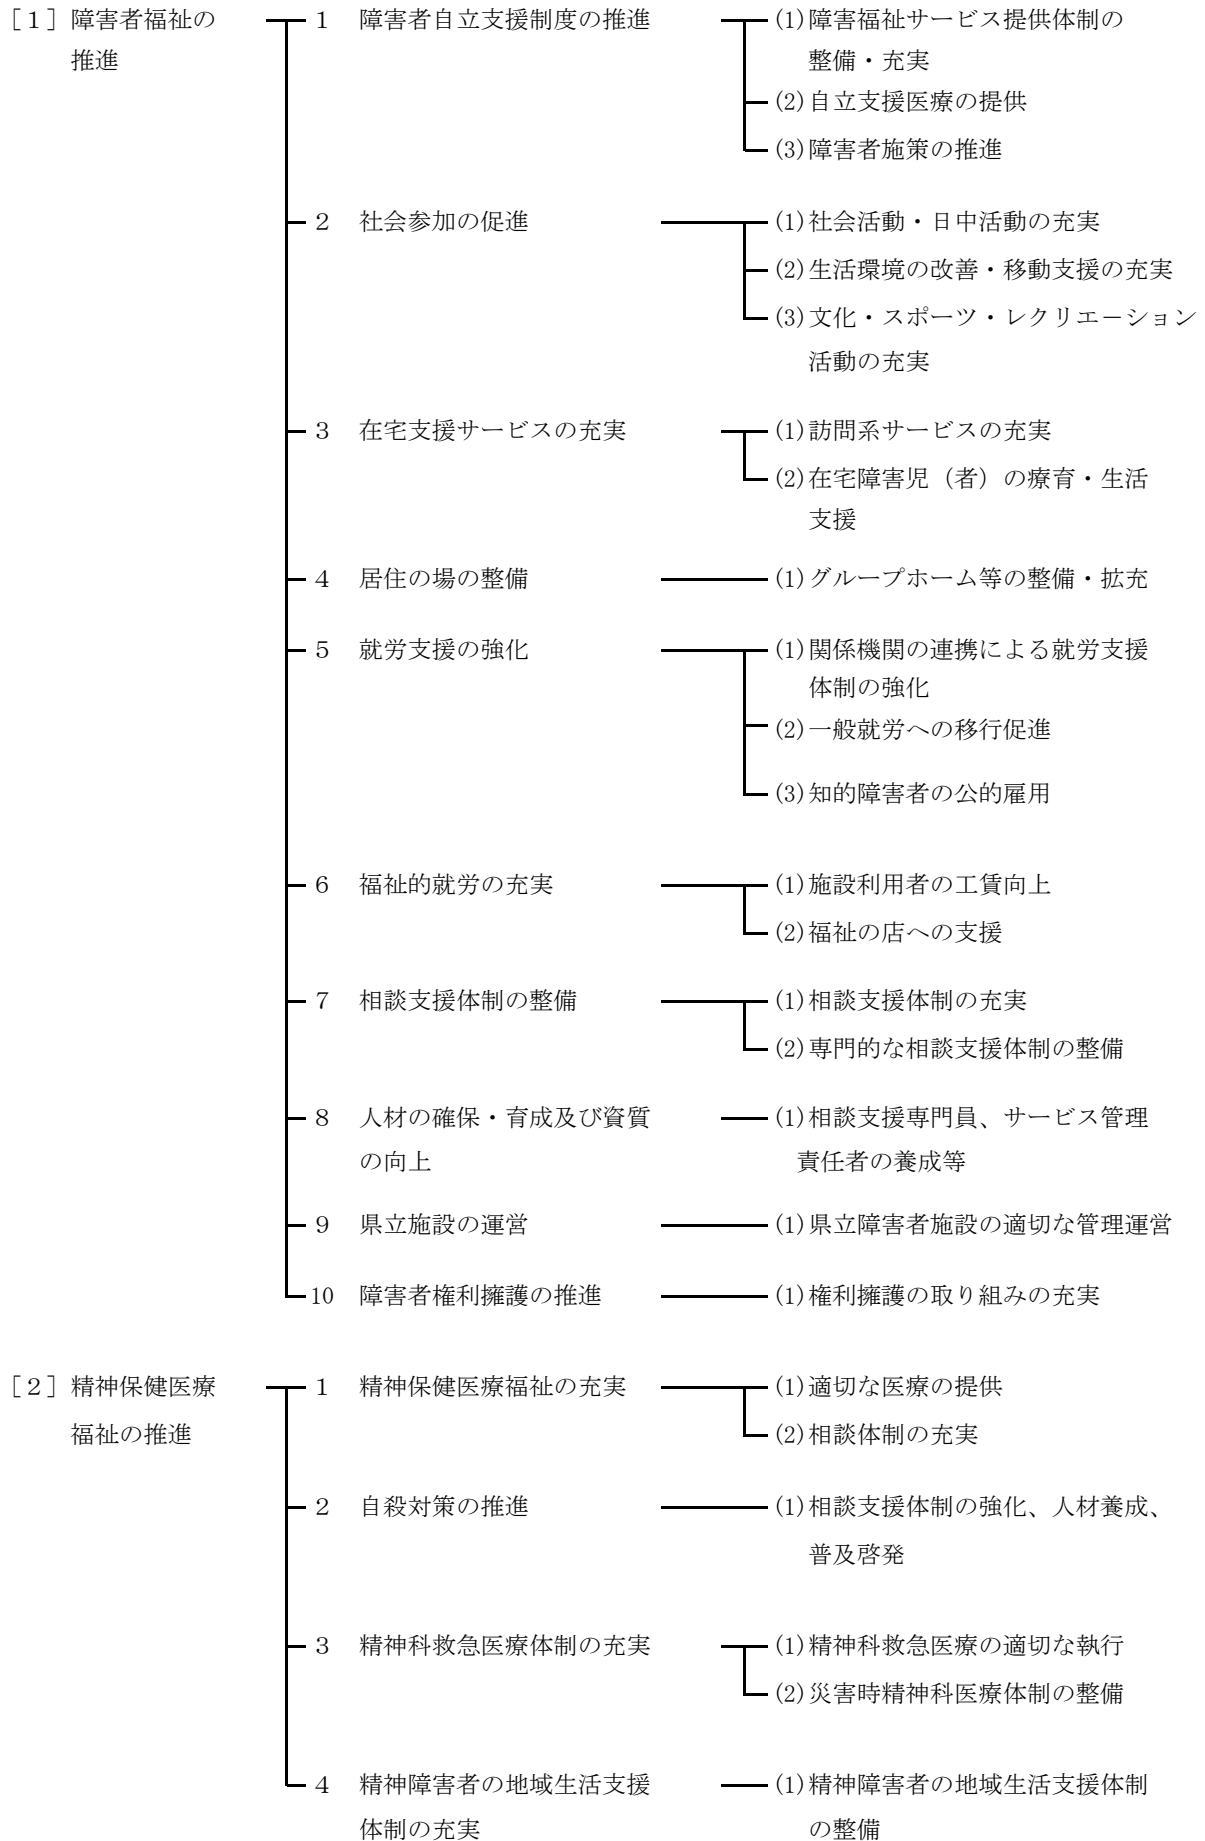 ［１］障害者福祉の　１　障害者自立支援制度の推進　(1)障害福祉サービス提供体制の
推進　整備・充実
(2)自立支援医療の提供
(3)障害者施策の推進
２　社会参加の促進　(1)社会活動・日中活動の充実
(2)生活環境の改善・移動支援の充実
(3)文化・スポーツ・レクリエ－ション
活動の充実
３　在宅支援サービスの充実　(1)訪問系サービスの充実
(2)在宅障害児（者）の療育・生活
支援
４　居住の場の整備　(1)グループホーム等の整備・拡充
５　就労支援の強化　(1)関係機関の連携による就労支援
体制の強化
(2)一般就労への移行促進
(3)知的障害者の公的雇用
６　福祉的就労の充実　(1)施設利用者の工賃向上
(2)福祉の店への支援
７　相談支援体制の整備　(1)相談支援体制の充実
(2)専門的な相談支援体制の整備
８　人材の確保・育成及び資質　(1)相談支援専門員、サービス管理
の向上　責任者の養成等
９　県立施設の運営　(1)県立障害者施設の適切な管理運営
10　障害者権利擁護の推進　(1)権利擁護の取り組みの充実
［２］精神保健医療　１　精神保健医療福祉の充実　(1)適切な医療の提供
福祉の推進　(2)相談体制の充実
２　自殺対策の推進　(1)相談支援体制の強化、人材養成、
普及啓発
３　精神科救急医療体制の充実　(1)精神科救急医療の適切な執行
(2)災害時精神科医療体制の整備
４　精神障害者の地域生活支援　(1)精神障害者の地域生活支援体制
体制の充実　の整備